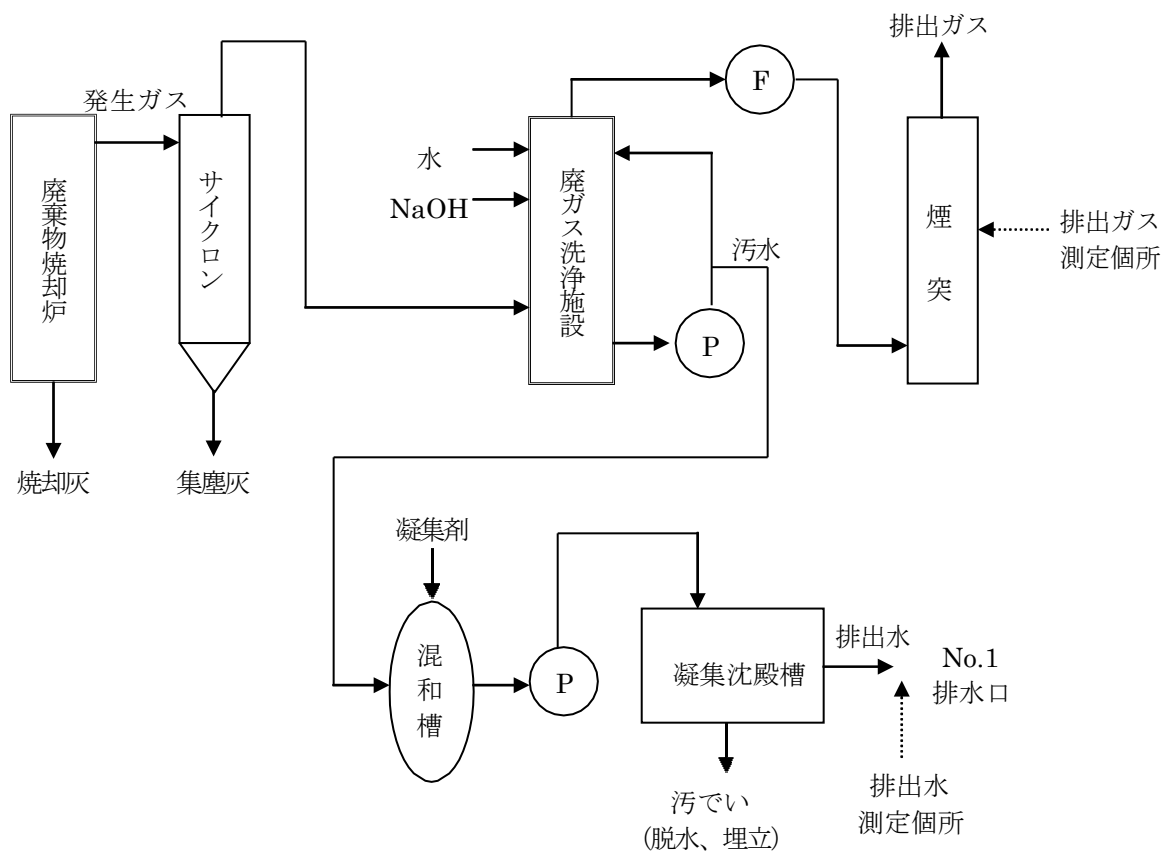 排出ガス
F
発生ガス
廃棄物焼却炉
サイクロン
水
NaOH
廃ガス洗浄施設
汚水
P
煙突
排出ガス
測定個所
焼却灰
集塵灰
凝集剤
混和槽
P
凝集沈殿槽
排出水
No.1
排水口
汚でい
(脱水、埋立)
排出水
測定個所